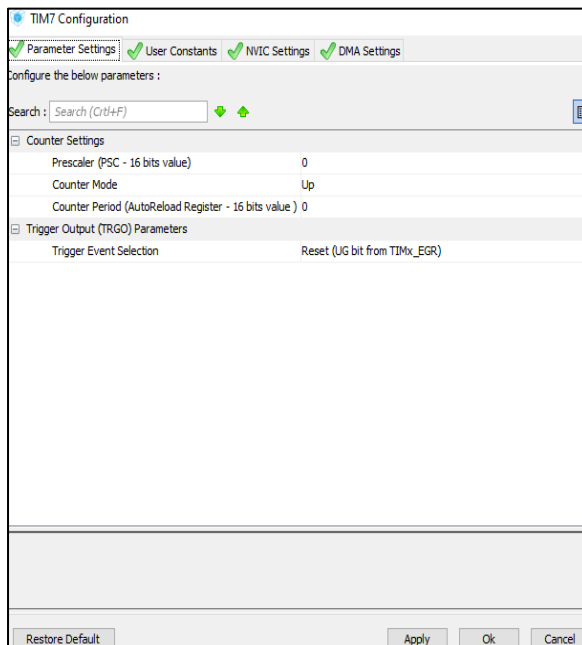 TIM7 Configuration
Parameter Settings User Constants NVIC Settings DMA Settings
Configure the below parameters :
Search : Search (Crtl+F)
Counter Settings
Prescaler (PSC - 16 bits value) 0
Counter Mode Up
Counter Period (AutoReload Register - 16 bits value ) 0
Trigger Output (TRGO) Parameters
Trigger Event Selection Reset (UG bit from TIMx_EGR)
Restore Default Apply Ok Cancel